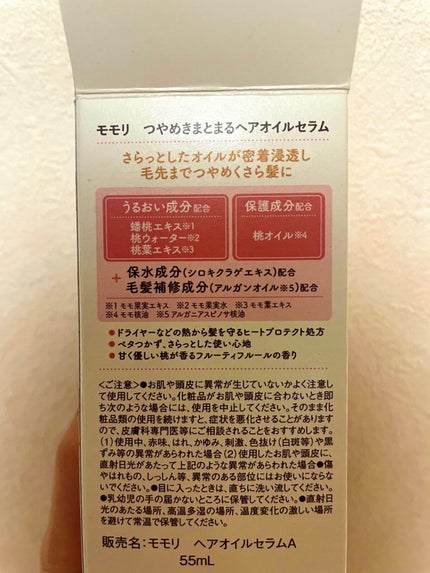 モモリ つやめきまとまるヘアオイルセラム
さらっとしたオイルが密着浸透し
毛先までつやめくさら髪に
うるおい成分配合
蟠桃エキス※1
桃ウォーター※2
桃葉エキス※3
保護成分配合
桃オイル※4
+ 保水成分(シロキクラゲエキス)配合
毛髪補修成分(アルガンオイル※5)配合
※1 モモ果実エキス ※2 モモ果実水 ※3 モモ葉エキス
※4 モモ核油 ※5 アルガニアスピノサ核油
●ドライヤーなどの熱から髪を守るヒートプロテクト処方
●ベタつかず、さらっとした使い心地
●甘く優しい桃が香るフルーティフルールの香り
<ご注意>●お肌や頭皮に異常が生じていないかよく注意し
て使用してください。化粧品がお肌や頭皮に合わないとき即
ち次のような場合には、使用を中止してください。そのまま化
粧品類の使用を続けますと、症状を悪化させることがあります
ので、皮膚科専門医等にご相談されることをおすすめします。
(1)使用中、赤味、はれ、かゆみ、刺激、色抜け(白斑等)や黒
ずみ等の異常があらわれた場合(2)使用したお肌や頭皮に、
直射日光があたって上記のような異常があらわれた場合●傷
やはれもの、しっしん等、異常のある部位にはお使いにならな
いでください。●目に入ったときは、直ちに洗い流してください。
●乳幼児の手の届かないところに保管してください。●直射日
光のあたる場所、高温多湿の場所、温度変化の激しい場所
を避けて常温で保管してください。
販売名:モモリ ヘアオイルセラムA
55mL